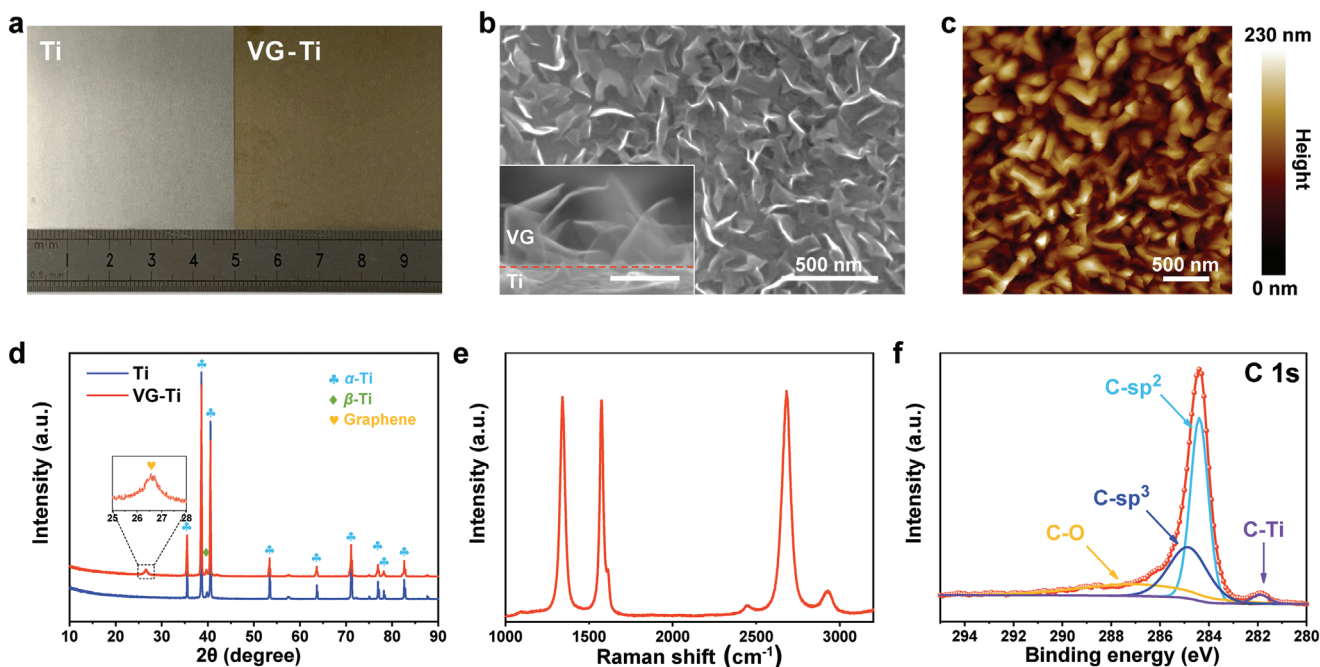 a
Ti
VG-Ti
mm
1 2 3 4 5 6 7 8 9
0.5 mm
b
VG
Ti
500 nm
c
500 nm
230 nm
Height
0 nm
d
Intensity (a.u.)
Ti
VG-Ti
♣ α-Ti
♦ β-Ti
♥ Graphene
25 26 27 28
10 20 30 40 50 60 70 80 90
2θ (degree)
e
Intensity (a.u.)
1000 1500 2000 2500 3000
Raman shift (cm⁻¹)
f
C 1s
Intensity (a.u.)
C-sp²
C-sp³
C-O
C-Ti
294 292 290 288 286 284 282 280
Binding energy (eV)